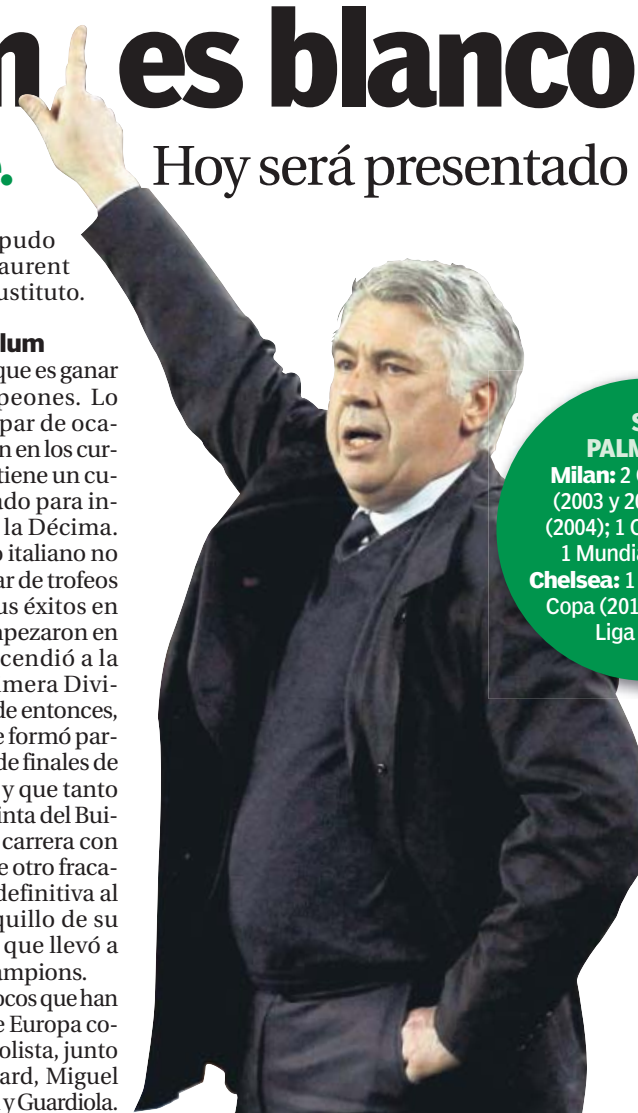 es blanco
Hoy será presentado
pudo
aurent
ustituto.
lum
que es ganar
peones. Lo
par de oca-
n en los cur-
tiene un cu-
ado para in-
la Décima.
o italiano no
ar de trofeos
us éxitos en
pezaron en
cendió a la
mera Divi-
de entonces,
e formó par-
de finales de
y que tanto
inta del Bui-
carrera con
e otro fraca-
definitiva al
quillo de su
que llevó a
ampions.
ocos que han
e Europa co-
olista, junto
ard, Miguel
y Guardiola.
S
PALM
Milan: 2
(2003 y 20
(2004); 1 C
1 Mundia
Chelsea: 1
Copa (201
Liga